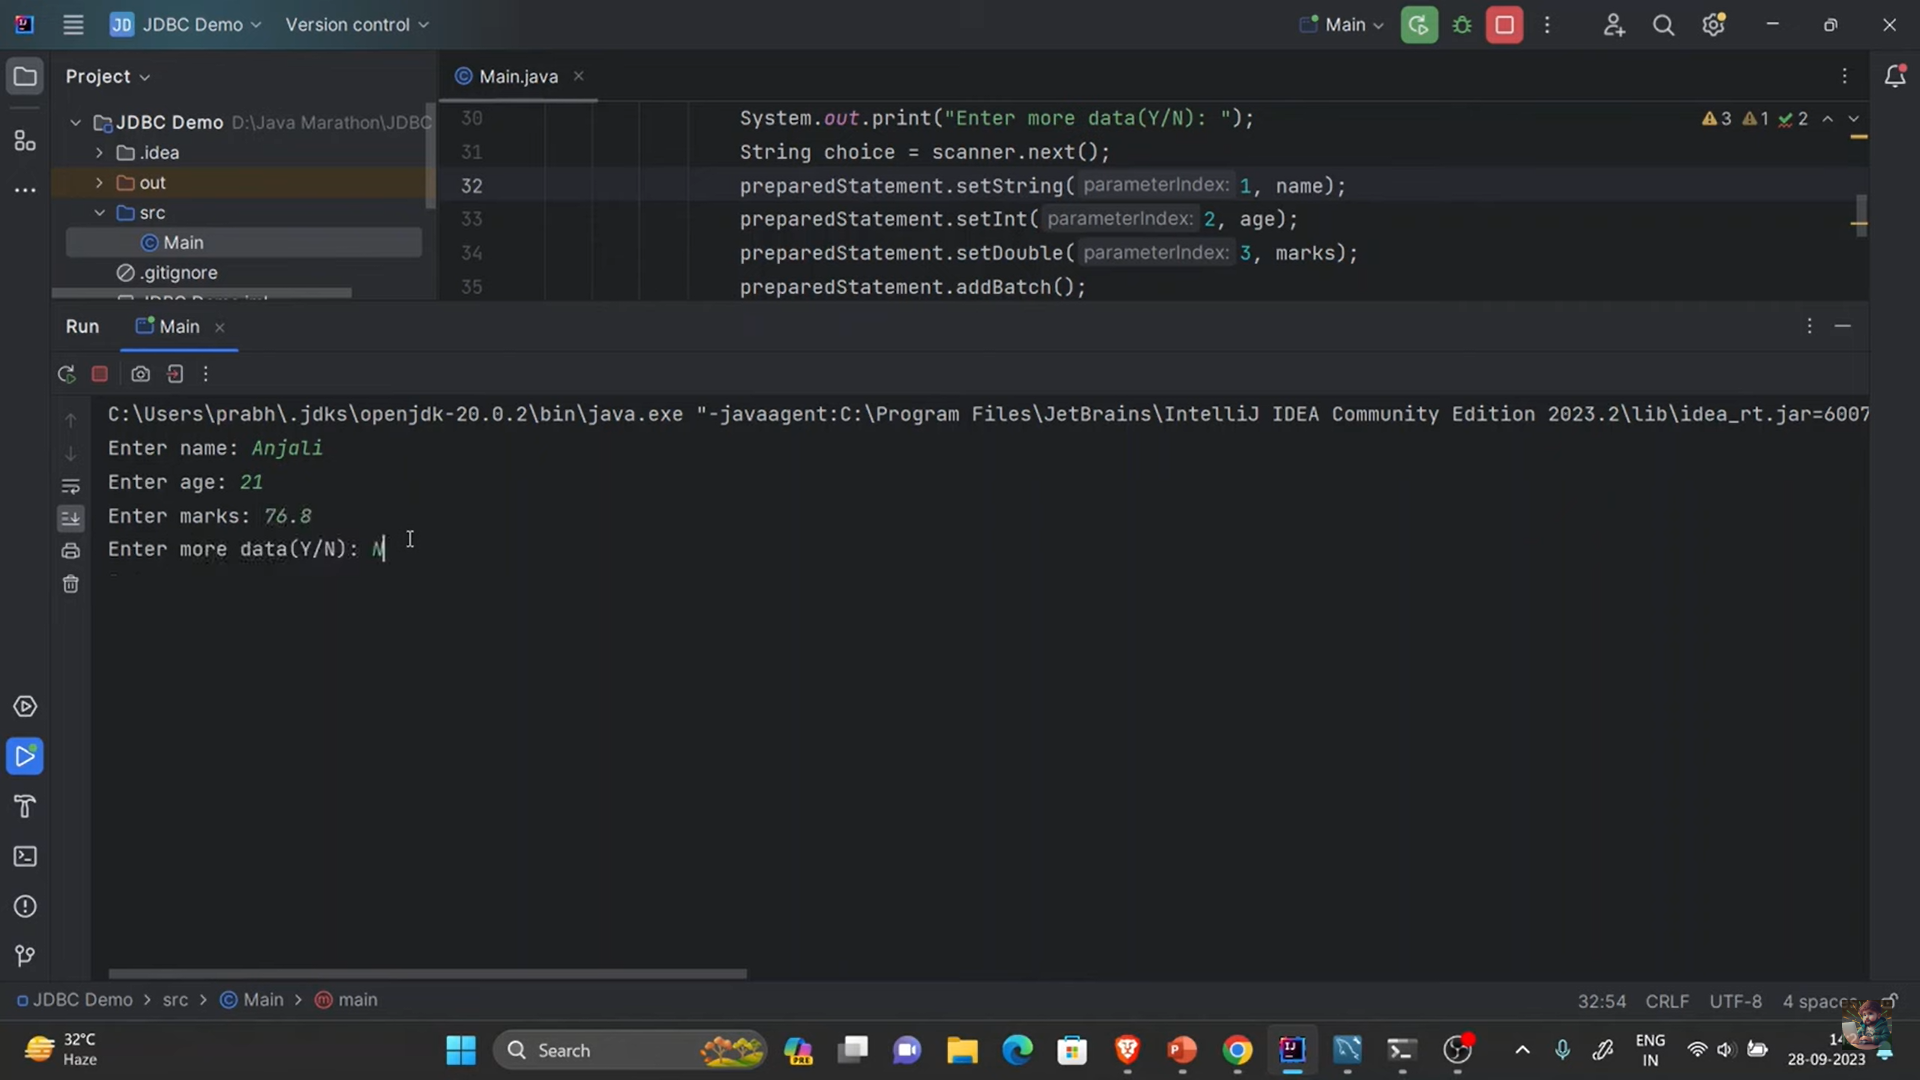 JD JDBC Demo Version control Main
Project
Main.java
JDBC Demo D:\Java Marathon\JDBC
.idea
out
src
Main
.gitignore
30 System.out.print("Enter more data(Y/N): ");
31 String choice = scanner.next();
32 preparedStatement.setString( parameterIndex: 1, name);
33 preparedStatement.setInt( parameterIndex: 2, age);
34 preparedStatement.setDouble( parameterIndex: 3, marks);
35 preparedStatement.addBatch();
3 1 2
Run Main
C:\Users\prabh\.jdks\openjdk-20.0.2\bin\java.exe "-javaagent:C:\Program Files\JetBrains\IntelliJ IDEA Community Edition 2023.2\lib\idea_rt.jar=6007
Enter name: Anjali
Enter age: 21
Enter marks: 76.8
Enter more data(Y/N): N
JDBC Demo > src > Main > main
32:54 CRLF UTF-8 4 spaces
32°C
Haze
Search
PRE
ENG
IN
28-09-2023